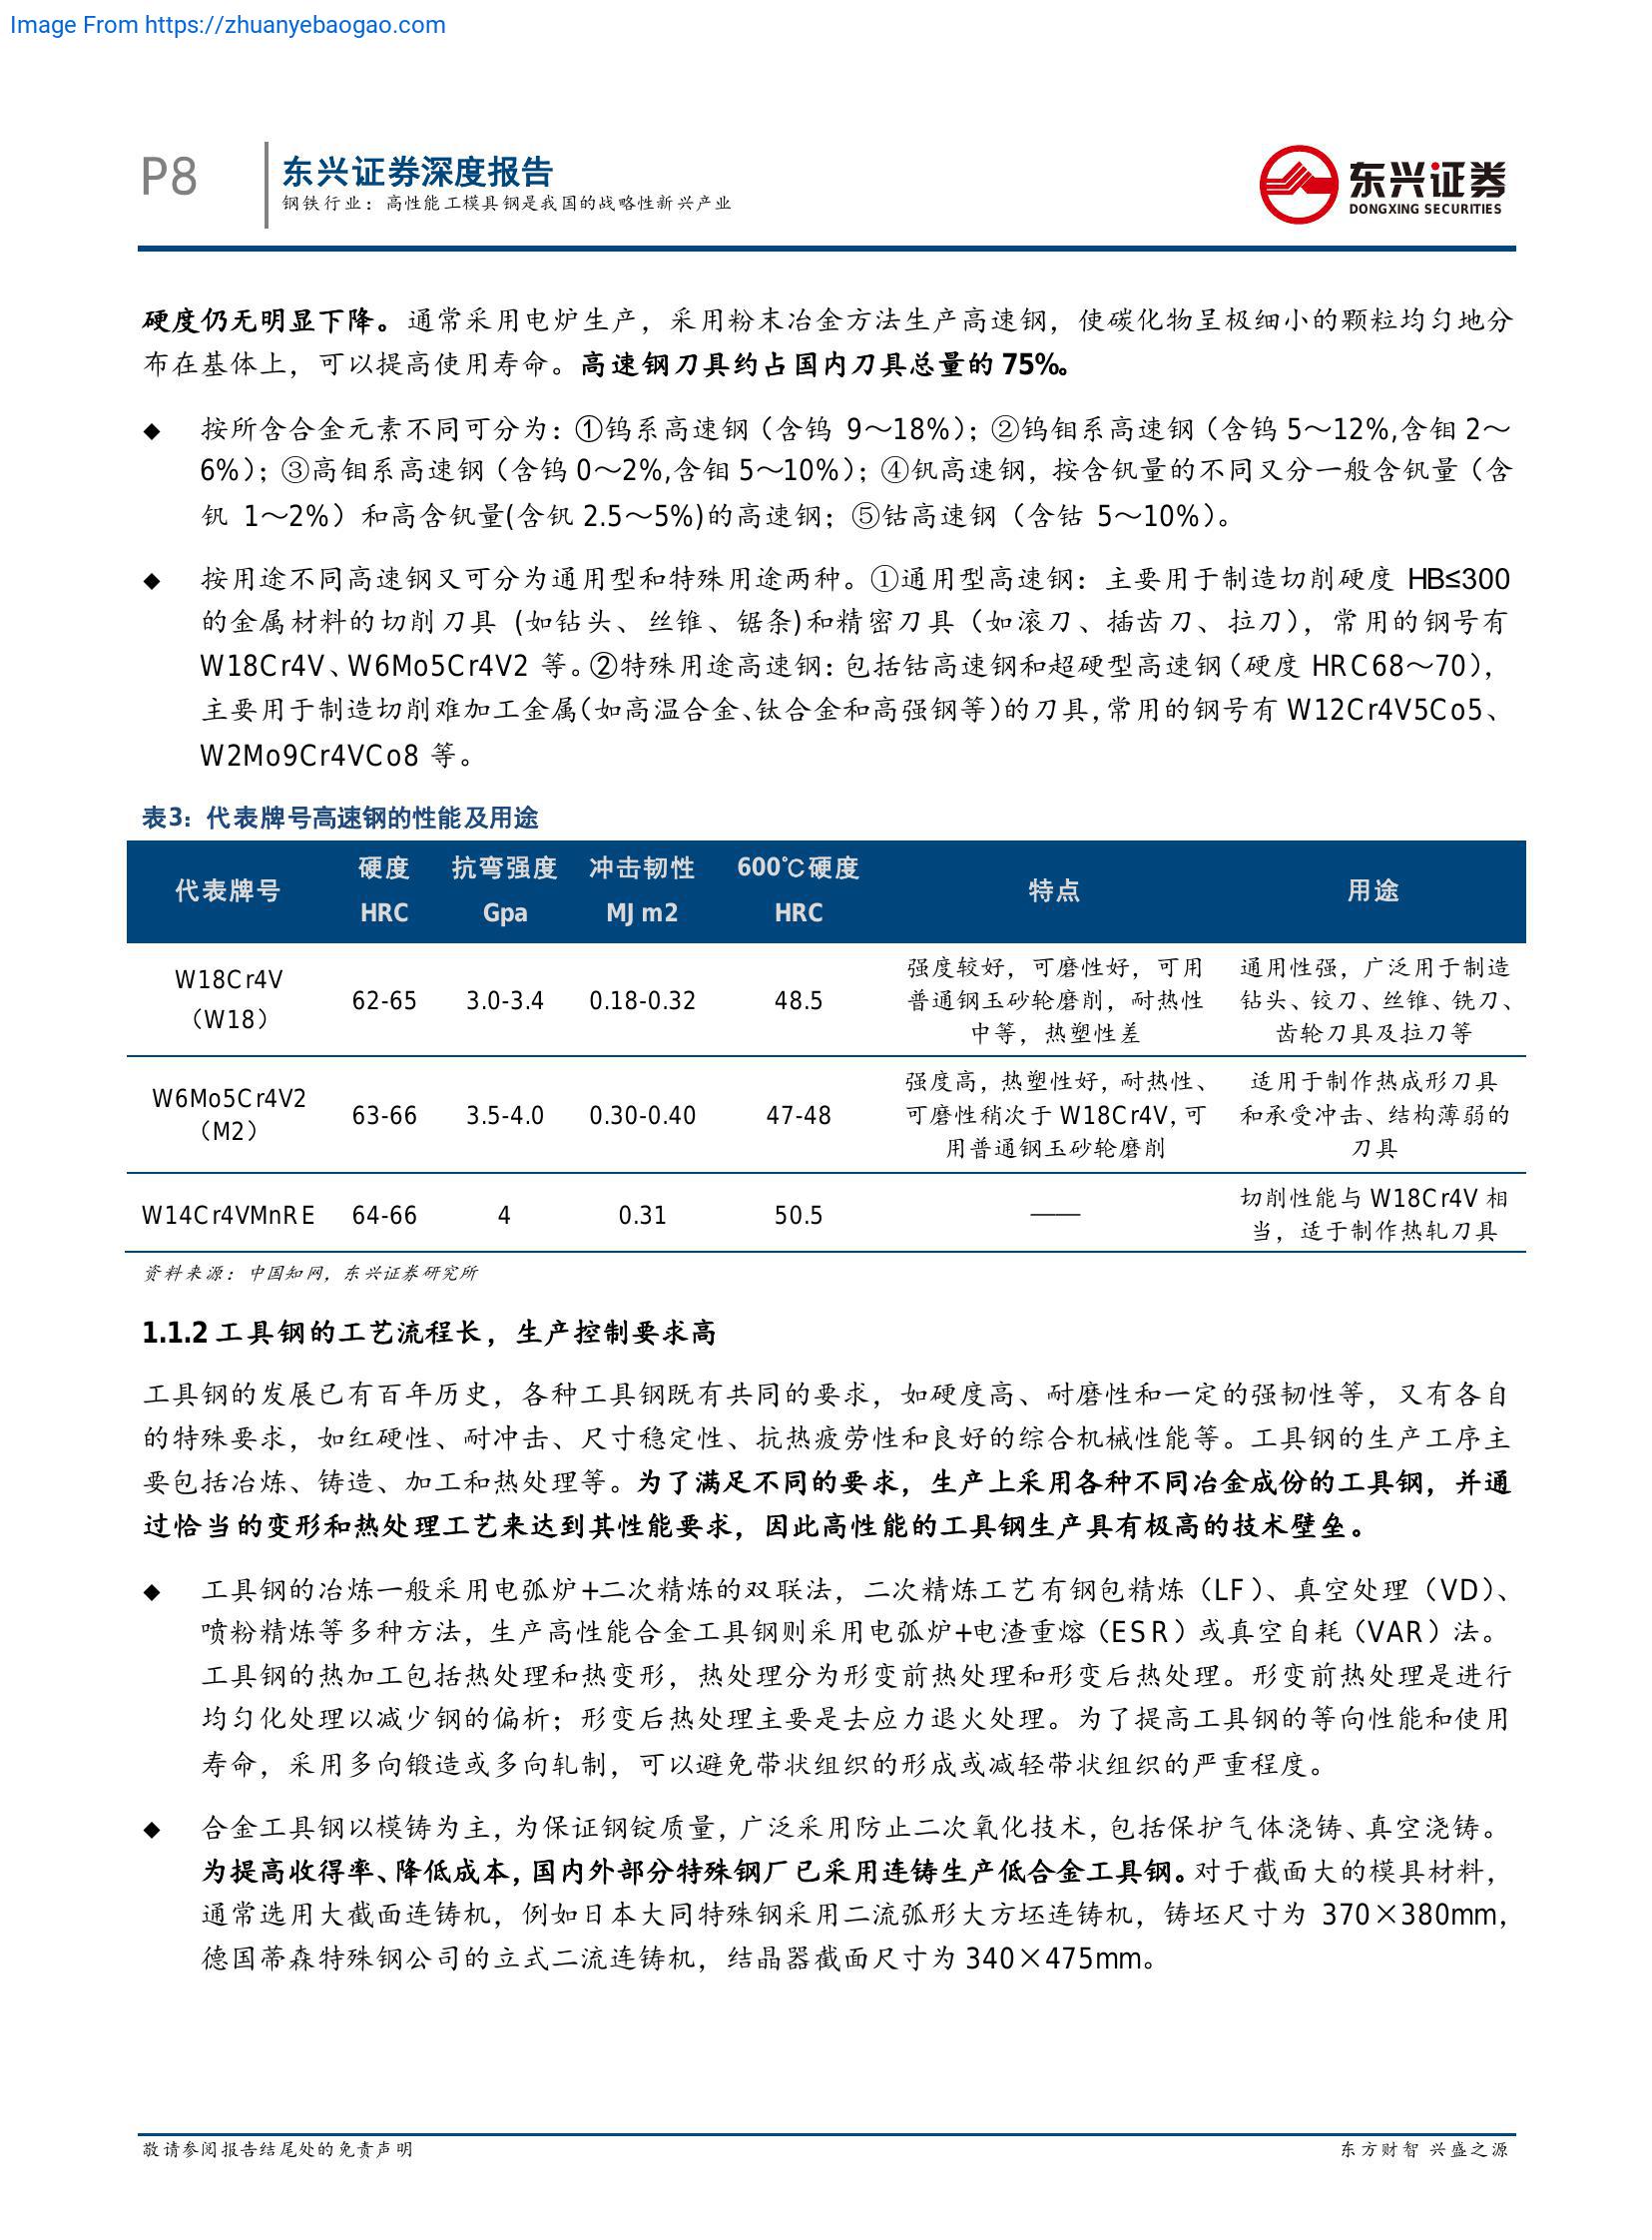 Image From https://zhuanyebaogao.com
P8
东兴证券深度报告
钢铁行业：高性能工模具钢是我国的战略性新兴产业
东兴证券
DONGXING SECURITIES
硬度仍无明显下降。通常采用电炉生产，采用粉末冶金方法生产高速钢，使碳化物呈极细小的颗粒均匀地分
布在基体上，可以提高使用寿命。高速钢刀具约占国内刀具总量的 75%。
◆ 按所含合金元素不同可分为：①钨系高速钢（含钨 9～18%）；②钨钼系高速钢（含钨 5～12%,含钼 2～
6%）；③高钼系高速钢（含钨 0～2%,含钼 5～10%）；④钒高速钢，按含钒量的不同又分一般含钒量（含
钒 1～2%）和高含钒量(含钒 2.5～5%)的高速钢；⑤钴高速钢（含钴 5～10%）。
◆ 按用途不同高速钢又可分为通用型和特殊用途两种。①通用型高速钢：主要用于制造切削硬度 HB≤300
的金属材料的切削刀具 (如钻头、丝锥、锯条)和精密刀具（如滚刀、插齿刀、拉刀），常用的钢号有
W18Cr4V、W6Mo5Cr4V2 等。②特殊用途高速钢：包括钴高速钢和超硬型高速钢（硬度 HRC68～70），
主要用于制造切削难加工金属（如高温合金、钛合金和高强钢等）的刀具，常用的钢号有 W12Cr4V5Co5、
W2Mo9Cr4VCo8 等。
表3：代表牌号高速钢的性能及用途
代表牌号 硬度 HRC 抗弯强度 Gpa 冲击韧性 MJ m2 600℃硬度 HRC 特点 用途
W18Cr4V （W18） 62-65 3.0-3.4 0.18-0.32 48.5 强度较好，可磨性好，可用 通用性强，广泛用于制造
普通钢玉砂轮磨削，耐热性 钻头、铰刀、丝锥、铣刀、
中等，热塑性差 齿轮刀具及拉刀等
W6Mo5Cr4V2 （M2） 63-66 3.5-4.0 0.30-0.40 47-48 强度高，热塑性好，耐热性、 适用于制作热成形刀具
可磨性稍次于 W18Cr4V，可 和承受冲击、结构薄弱的
用普通钢玉砂轮磨削 刀具
W14Cr4VMnRE 64-66 4 0.31 50.5 —— 切削性能与 W18Cr4V 相
当，适于制作热轧刀具
资料来源：中国知网，东兴证券研究所
1.1.2 工具钢的工艺流程长，生产控制要求高
工具钢的发展已有百年历史，各种工具钢既有共同的要求，如硬度高、耐磨性和一定的强韧性等，又有各自
的特殊要求，如红硬性、耐冲击、尺寸稳定性、抗热疲劳性和良好的综合机械性能等。工具钢的生产工序主
要包括冶炼、铸造、加工和热处理等。为了满足不同的要求，生产上采用各种不同冶金成份的工具钢，并通
过恰当的变形和热处理工艺来达到其性能要求，因此高性能的工具钢生产具有极高的技术壁垒。
◆ 工具钢的冶炼一般采用电弧炉+二次精炼的双联法，二次精炼工艺有钢包精炼（LF）、真空处理（VD）、
喷粉精炼等多种方法，生产高性能合金工具钢则采用电弧炉+电渣重熔（ESR）或真空自耗（VAR）法。
工具钢的热加工包括热处理和热变形，热处理分为形变前热处理和形变后热处理。形变前热处理是进行
均匀化处理以减少钢的偏析；形变后热处理主要是去应力退火处理。为了提高工具钢的等向性能和使用
寿命，采用多向锻造或多向轧制，可以避免带状组织的形成或减轻带状组织的严重程度。
◆ 合金工具钢以模铸为主，为保证钢锭质量，广泛采用防止二次氧化技术，包括保护气体浇铸、真空浇铸。
为提高收得率、降低成本，国内外部分特殊钢厂已采用连铸生产低合金工具钢。对于截面大的模具材料，
通常选用大截面连铸机，例如日本大同特殊钢采用二流弧形大方坯连铸机，铸坯尺寸为 370×380mm，
德国蒂森特殊钢公司的立式二流连铸机，结晶器截面尺寸为 340×475mm。
敬请参阅报告结尾处的免责声明
东方财智 兴盛之源